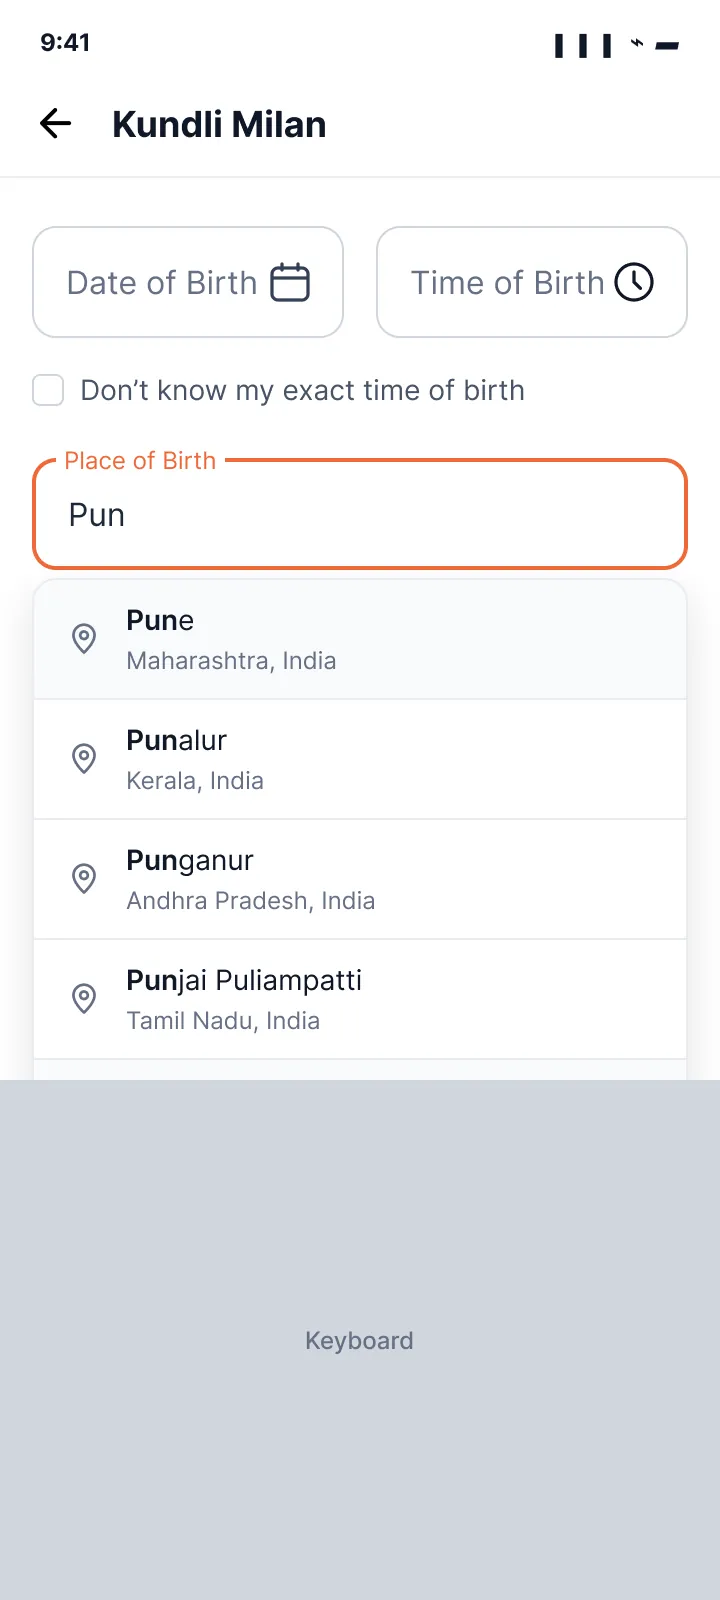 9:41
Kundli Milan
Date of Birth
Time of Birth
Don’t know my exact time of birth
Place of Birth
Pun
Pune
Maharashtra, India
Punalur
Kerala, India
Punganur
Andhra Pradesh, India
Punjai Puliampatti
Tamil Nadu, India
Keyboard